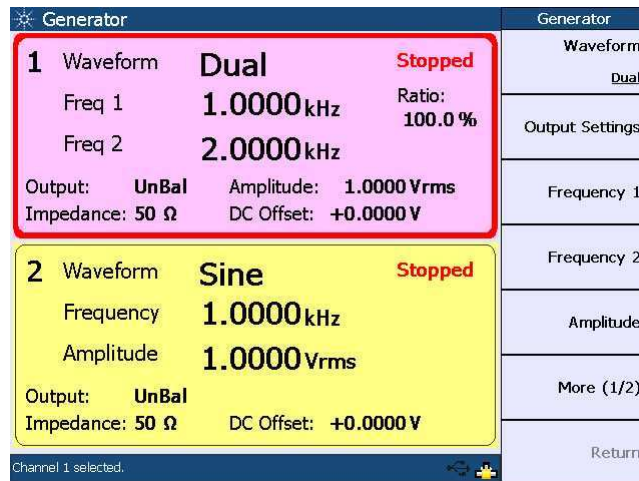 Generator
1 Waveform Dual Stopped
Freq 1 1.0000 kHz Ratio: 100.0 %
Freq 2 2.0000 kHz
Output: UnBal Amplitude: 1.0000 Vrms
Impedance: 50 Ω DC Offset: +0.0000 V
2 Waveform Sine Stopped
Frequency 1.0000 kHz
Amplitude 1.0000 Vrms
Output: UnBal
Impedance: 50 Ω DC Offset: +0.0000 V
Channel 1 selected.
Generator
Waveform
Dual
Output Settings
Frequency 1
Frequency 2
Amplitude
More (1/2)
Return